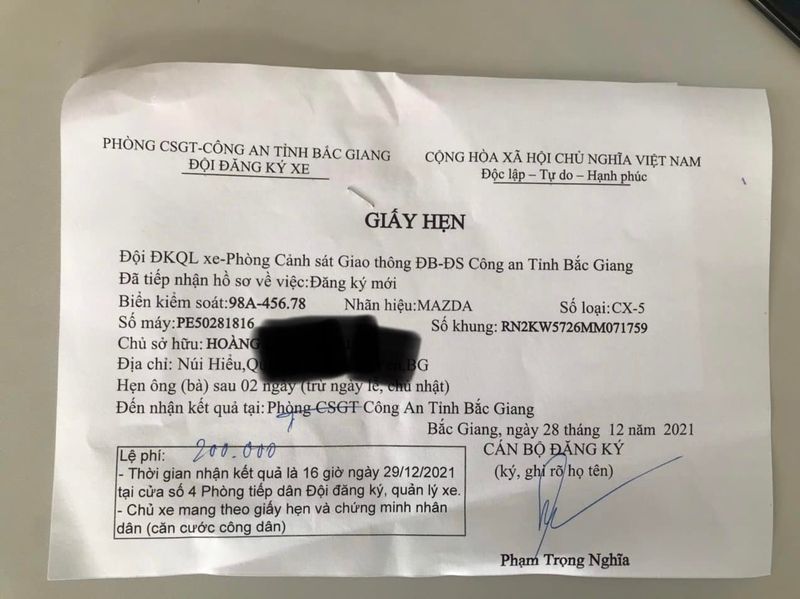 PHÒNG CSGT-CÔNG AN TỈNH BẮC GIANG
ĐỘI ĐĂNG KÝ XE
CỘNG HÒA XÃ HỘI CHỦ NGHĨA VIỆT NAM
Độc lập – Tự do – Hạnh phúc
GIẤY HẸN
Đội ĐKQL xe-Phòng Cảnh sát Giao thông ĐB-ĐS Công an Tỉnh Bắc Giang
Đã tiếp nhận hồ sơ về việc:Đăng ký mới
Biển kiểm soát:98A-456.78 Nhãn hiệu:MAZDA Số loại:CX-5
Số máy:PE50281816 Số khung: RN2KW5726MM071759
Chủ sở hữu: HOÀNG
Địa chỉ: Núi Hiểu, BG
Hẹn ông (bà) sau 02 ngày (trừ ngày lễ, chủ nhật)
Đến nhận kết quả tại: Phòng CSGT Công An Tỉnh Bắc Giang
Bắc Giang, ngày 28 tháng 12 năm 2021
Lệ phí: 200.000
- Thời gian nhận kết quả là 16 giờ ngày 29/12/2021
tại cửa số 4 Phòng tiếp dân Đội đăng ký, quản lý xe.
- Chủ xe mang theo giấy hẹn và chứng minh nhân
dân (căn cước công dân)
CÁN BỘ ĐĂNG KÝ
(ký, ghi rõ họ tên)
Phạm Trọng Nghĩa